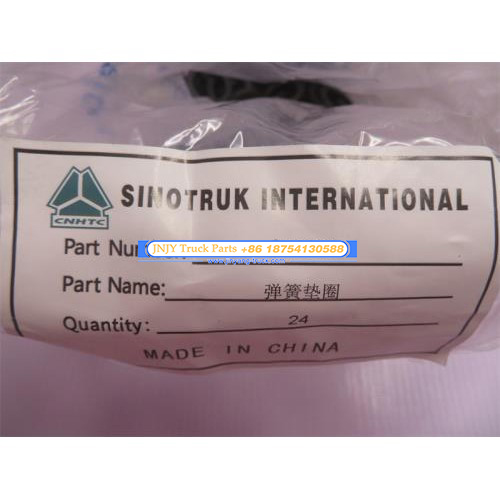 SINOTRUK INTERNATIONAL
CNHTC
Part Num
JNJY Truck Parts +86 18754130588
Part Name: 弹簧垫圈
Quantity: 24
MADE IN CHINA